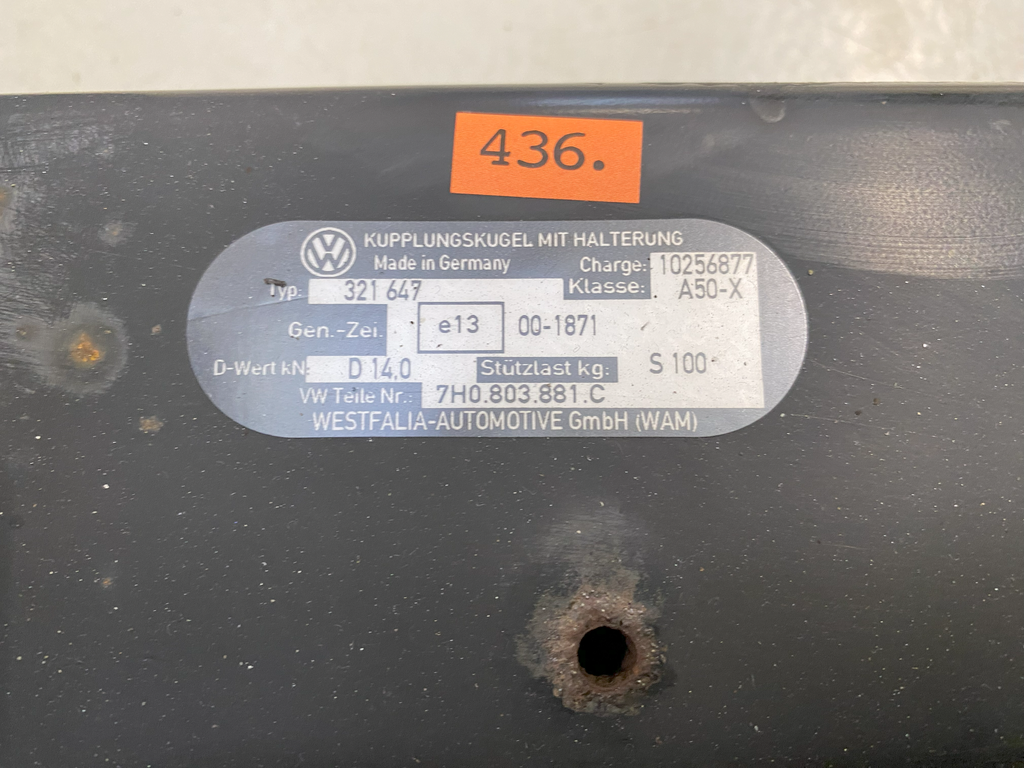 436.
VW KUPPLUNGSKUGEL MIT HALTERUNG
Made in Germany Charge: 10256877
Typ. 321 647 Klasse: A50-X
Gen.-Zei. e13 00-1871
D-Wert kN: D 14,0 Stützlast kg: S 100
VW Teile Nr.: 7H0.803.881.C
WESTFALIA-AUTOMOTIVE GmbH (WAM)